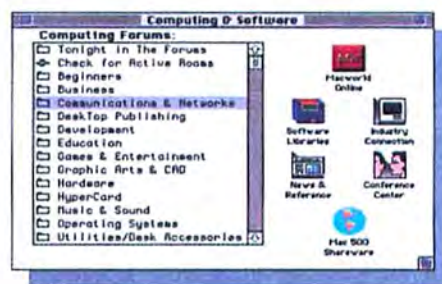 Computing & Software
Computing Forums:
Tonight in The Forums
Check for Active Rooms
Beginners
Business
Communications & Networks
DeskTop Publishing
Development
Education
Games & Entertainment
Graphic Arts & CAD
Hardware
HyperCard
Music & Sound
Operating Systems
Utilities/Desk Accessories
Macworld
Online
Software
Libraries
Industry
Connection
News &
Reference
Conference
Center
Mac 500
Shareware